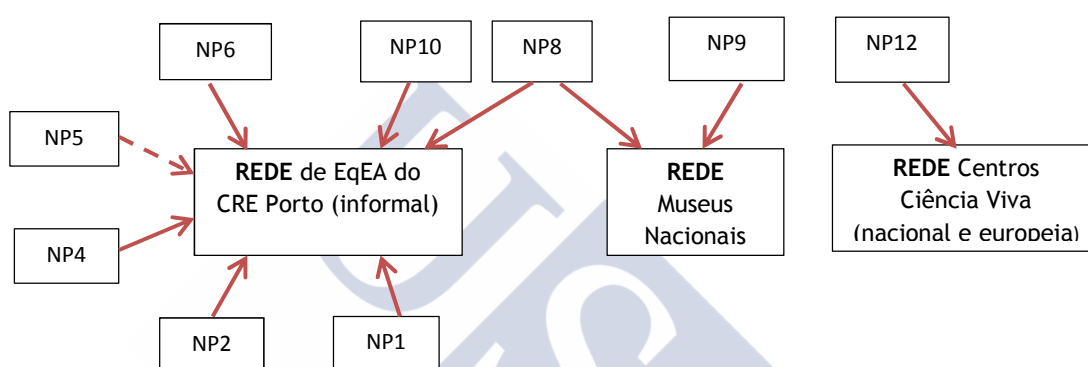 NP6
NP10
NP8
NP9
NP12
NP5
REDE de EqEA do
CRE Porto (informal)
REDE
Museus
Nacionais
REDE Centros
Ciência Viva
(nacional e europeia)
NP4
NP2
NP1